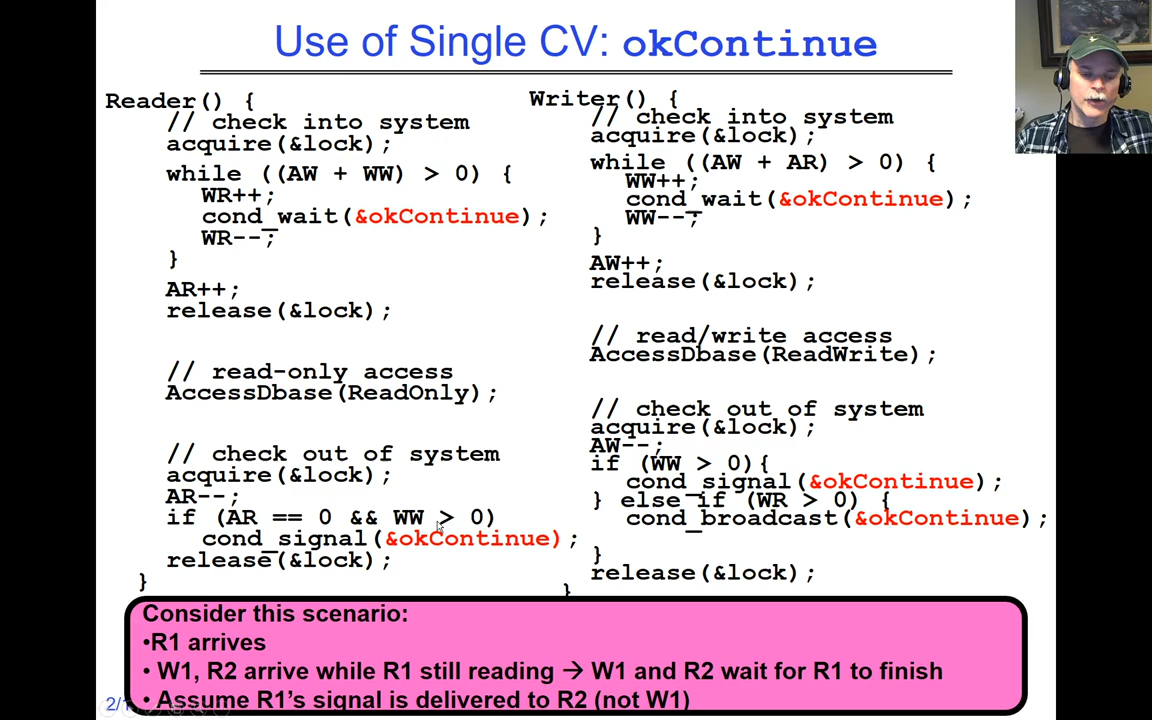 Use of Single CV: okContinue
Reader() {
// check into system
acquire(&lock);
while ((AW + WW) > 0) {
WR++;
cond_wait(&okContinue);
WR--;
}
AR++;
release(&lock);
// read-only access
AccessDbase(ReadOnly);
// check out of system
acquire(&lock);
AR--;
if (AR == 0 && WW > 0)
cond_signal(&okContinue);
release(&lock);
}
Writer() {
// check into system
acquire(&lock);
while ((AW + AR) > 0) {
WW++;
cond_wait(&okContinue);
WW--;
}
AW++;
release(&lock);
// read/write access
AccessDbase(ReadWrite);
// check out of system
acquire(&lock);
AW--;
if (WW > 0){
cond_signal(&okContinue);
} else if (WR > 0) {
cond_broadcast(&okContinue);
}
release(&lock);
}
Consider this scenario:
•R1 arrives
• W1, R2 arrive while R1 still reading → W1 and R2 wait for R1 to finish
• Assume R1's signal is delivered to R2 (not W1)